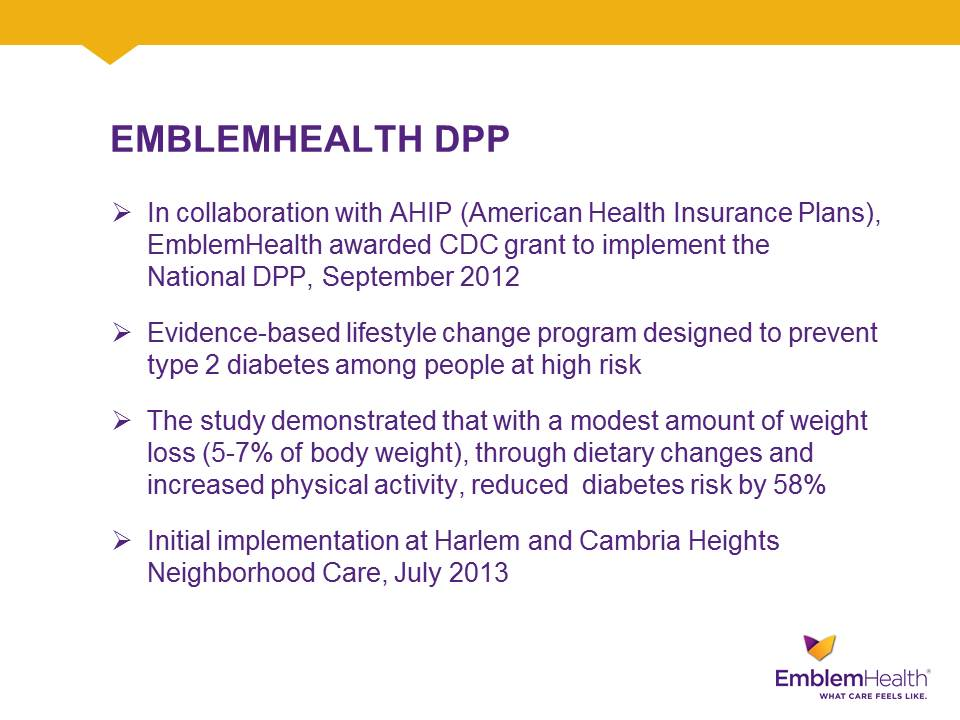 EMBLEMHEALTH DPP
➢ In collaboration with AHIP (American Health Insurance Plans),
EmblemHealth awarded CDC grant to implement the
National DPP, September 2012
➢ Evidence-based lifestyle change program designed to prevent
type 2 diabetes among people at high risk
➢ The study demonstrated that with a modest amount of weight
loss (5-7% of body weight), through dietary changes and
increased physical activity, reduced  diabetes risk by 58%
➢ Initial implementation at Harlem and Cambria Heights
Neighborhood Care, July 2013
EmblemHealth®
WHAT CARE FEELS LIKE.